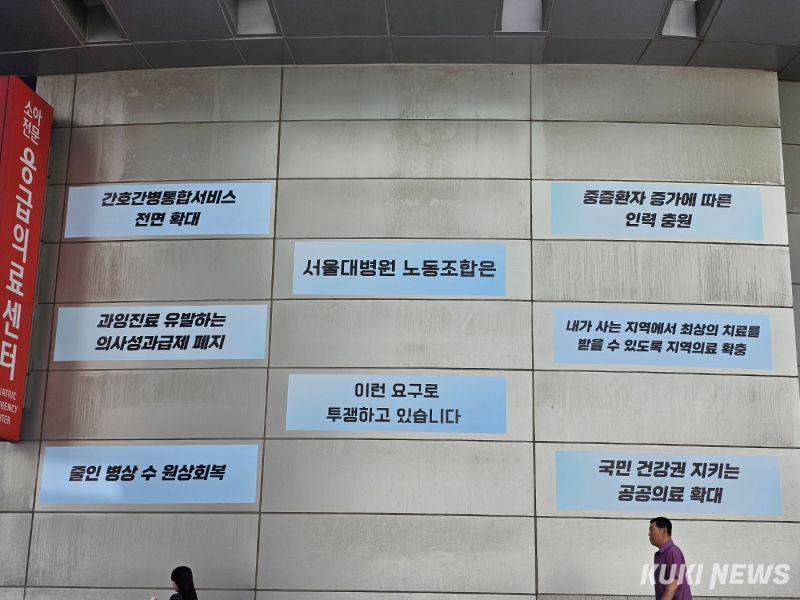 소아
전문
응급의료센터
간호간병통합서비스
전면 확대
중증환자 증가에 따른
인력 충원
서울대병원 노동조합은
과잉진료 유발하는
의사성과급제 폐지
내가 사는 지역에서 최상의 치료를
받을 수 있도록 지역의료 확충
이런 요구로
투쟁하고 있습니다
줄인 병상 수 원상회복
국민 건강권 지키는
공공의료 확대
KUKI NEWS